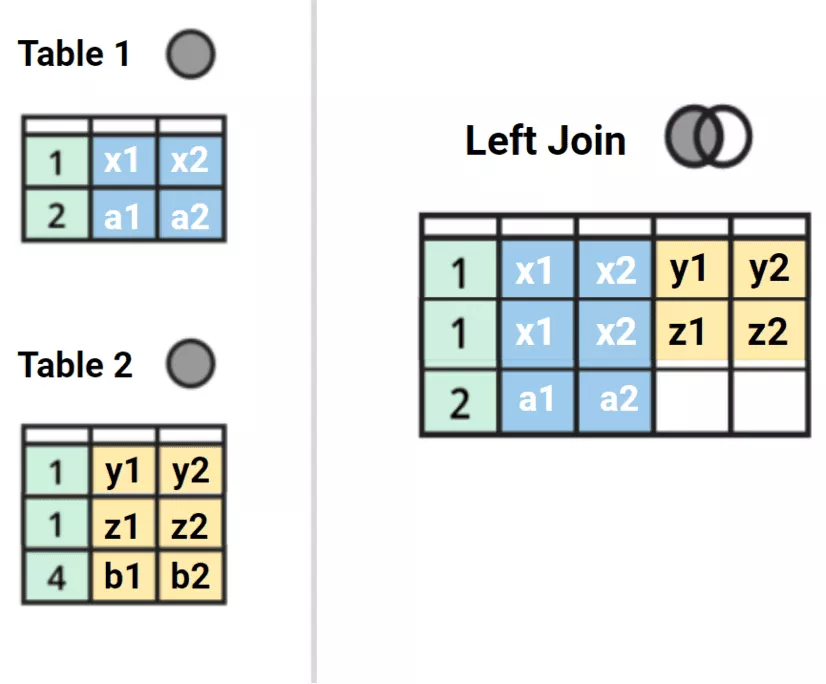 Table 1
1 x1 x2
2 a1 a2
Table 2
1 y1 y2
1 z1 z2
4 b1 b2
Left Join
1 x1 x2 y1 y2
1 x1 x2 z1 z2
2 a1 a2